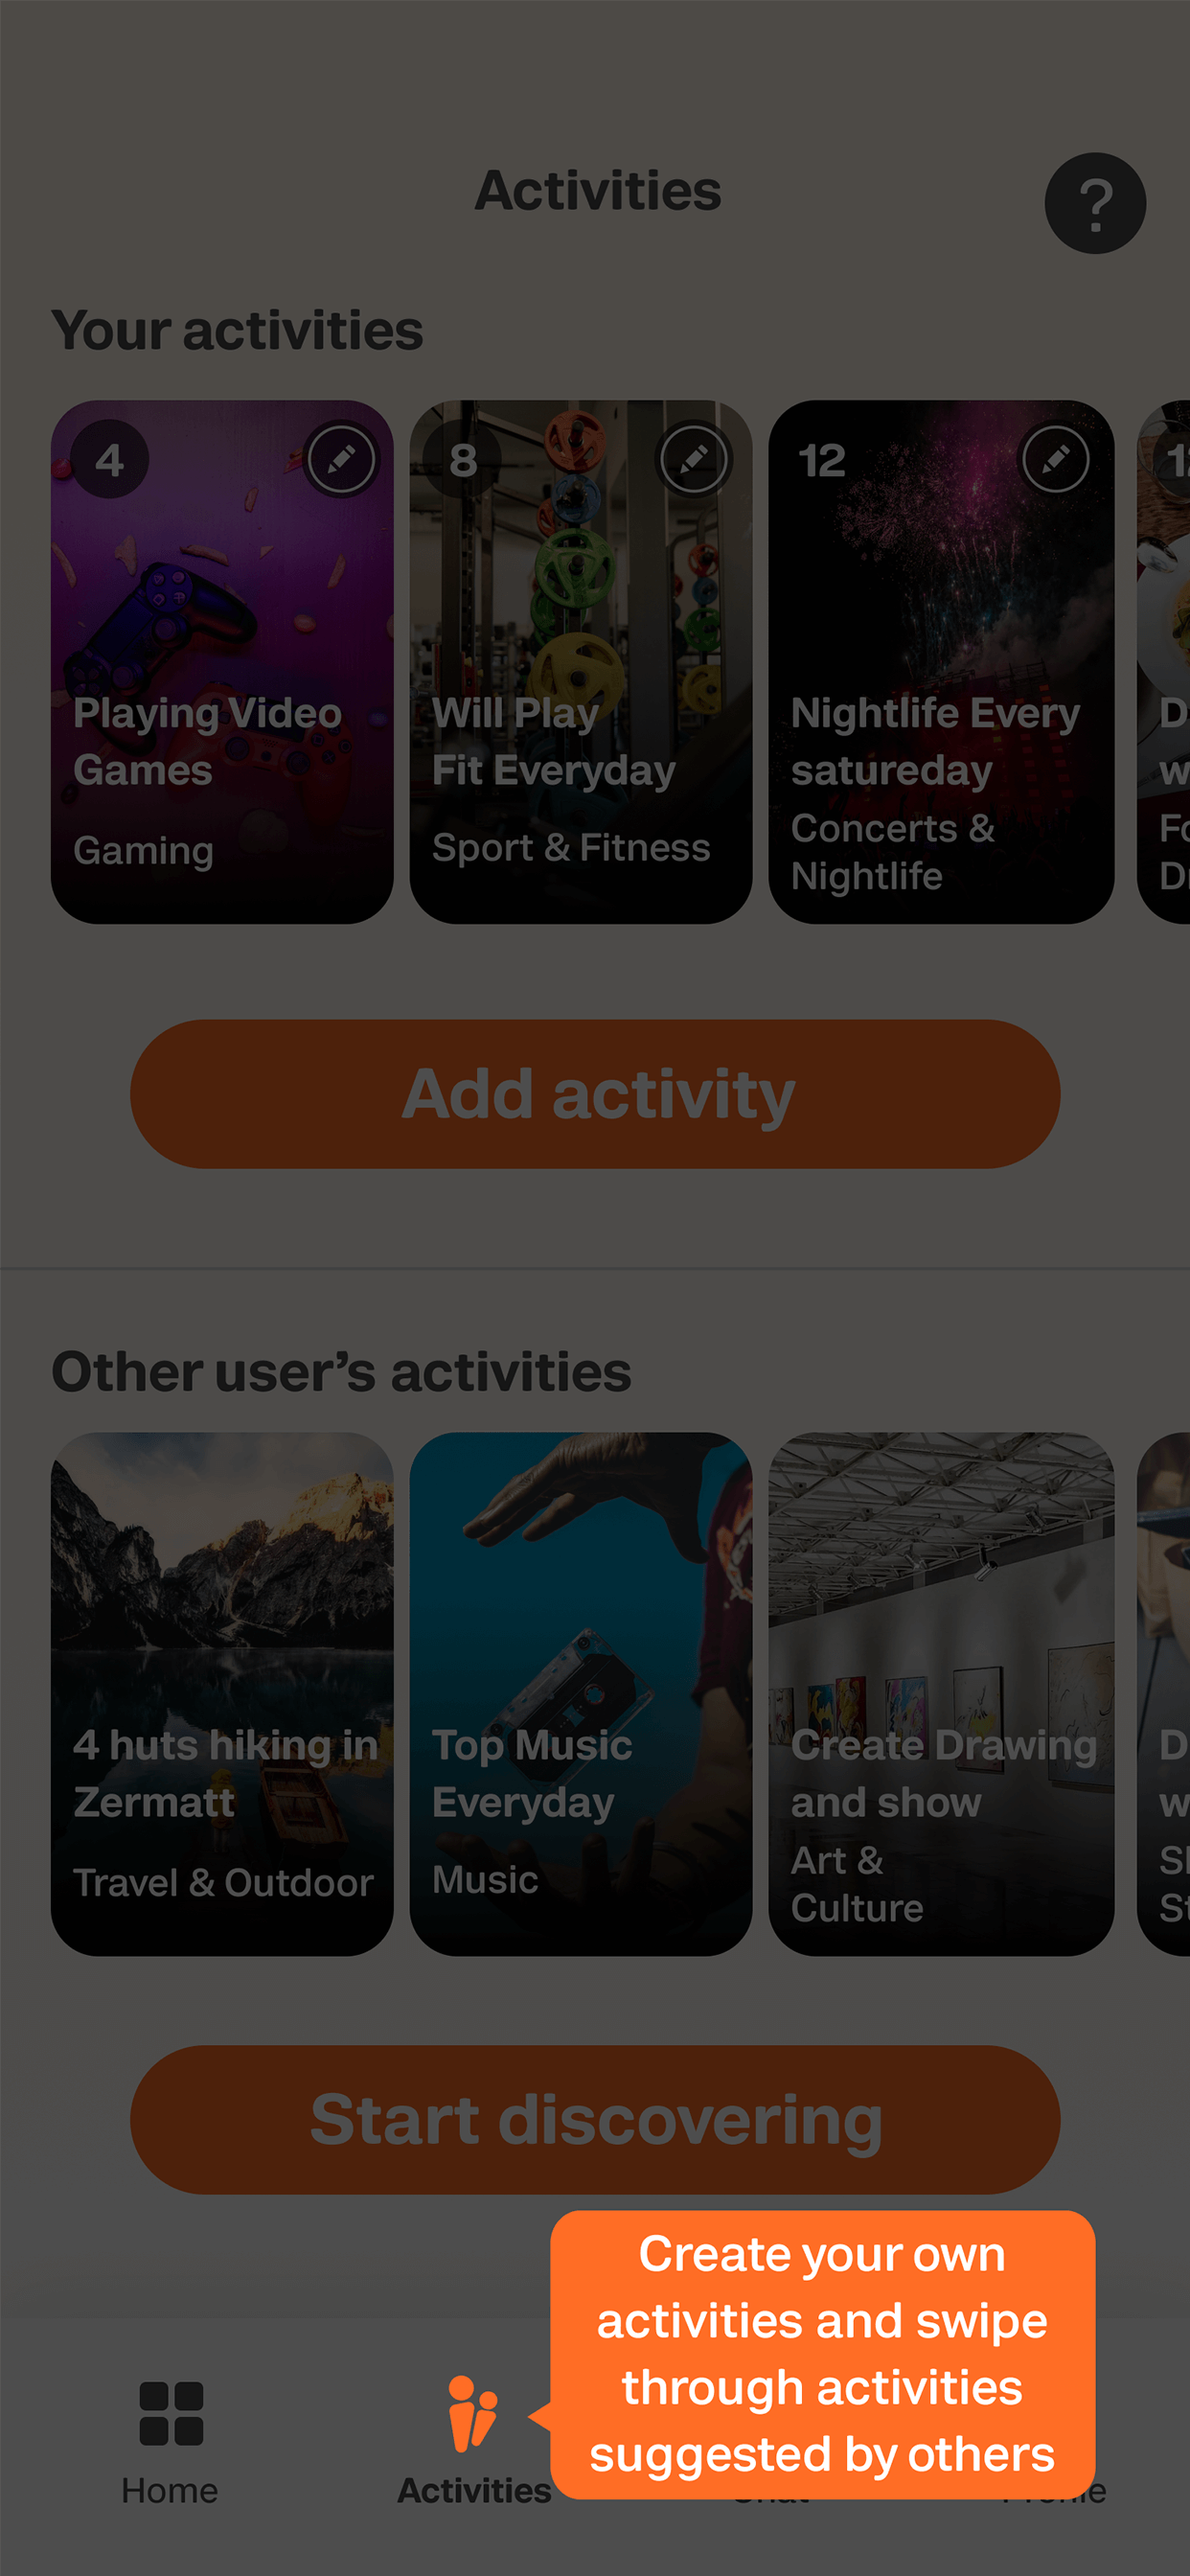 Activities
?
Your activities
4
8
12
Playing Video
Games
Gaming
Will Play
Fit Everyday
Sport & Fitness
Nightlife Every
satureday
Concerts &
Nightlife
Add activity
Other user’s activities
4 huts hiking in
Zermatt
Travel & Outdoor
Top Music
Everyday
Music
Create Drawing
and show
Art &
Culture
Start discovering
Create your own
activities and swipe
through activities
suggested by others
Home
Activities